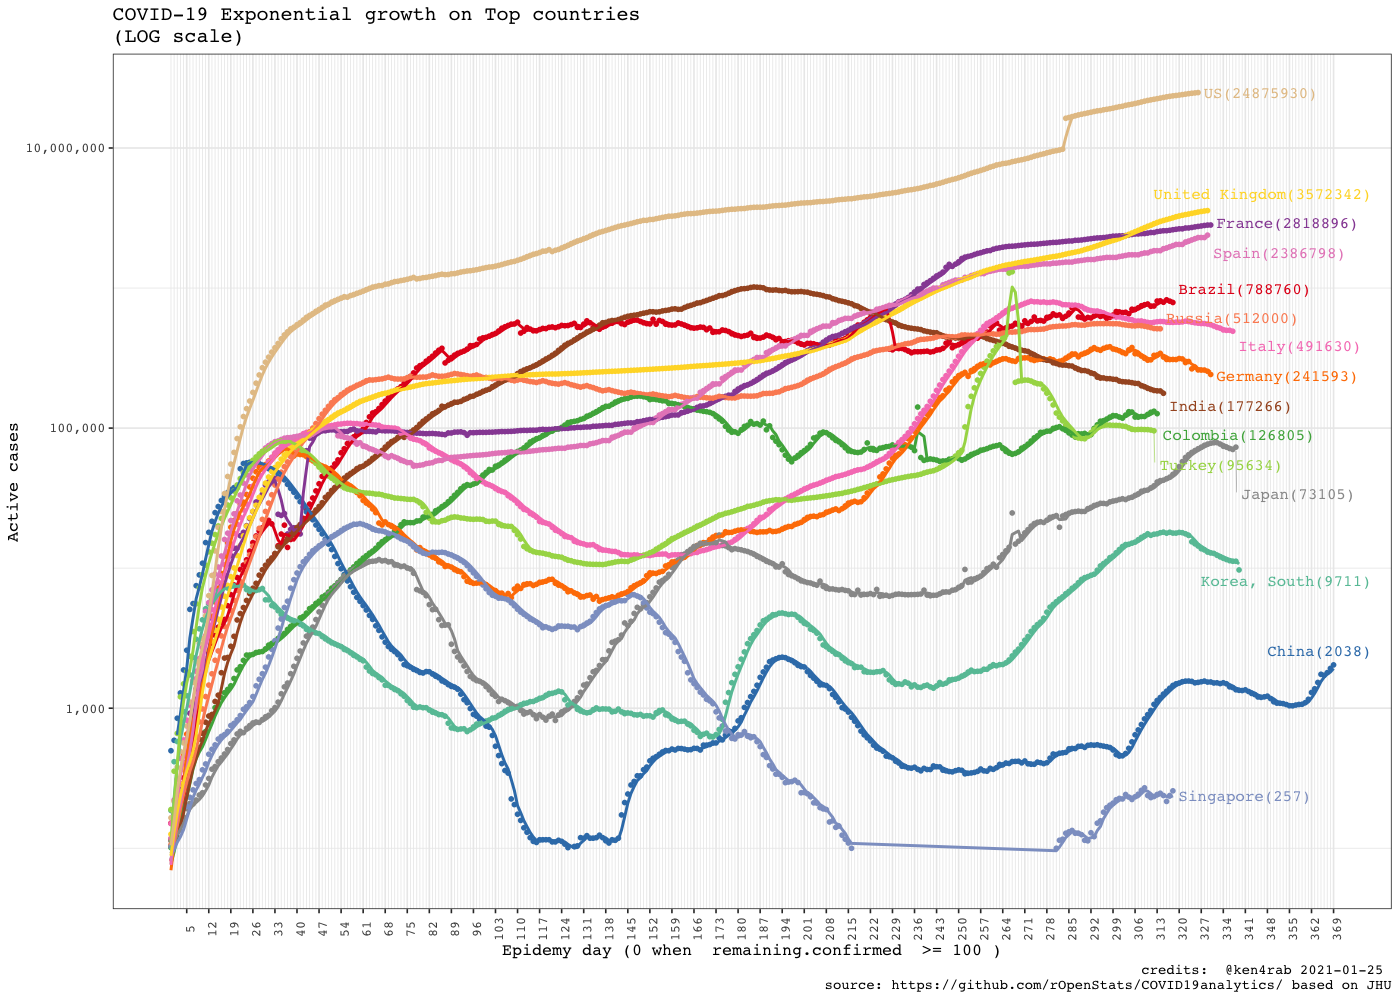 COVID-19 Exponential growth on Top countries
(LOG scale)
Active cases
10,000,000
100,000
1,000
US(24875930)
United Kingdom(3572342)
France(2818896)
Spain(2386798)
Brazil(788760)
Russia(512000)
Italy(491630)
Germany(241593)
India(177266)
Colombia(126805)
Turkey(95634)
Japan(73105)
Korea, South(9711)
China(2038)
Singapore(257)
5 12 19 26 33 40 47 54 61 68 75 82 89 96 103 110 117 124 131 138 145 152 159 166 173 180 187 194 201 208 215 222 229 236 243 250 257 264 271 278 285 292 299 306 313 320 327 334 341 348 355 362 369
Epidemy day (0 when  remaining.confirmed  >= 100 )
credits:  @ken4rab 2021-01-25
source: https://github.com/rOpenStats/COVID19analytics/ based on JHU